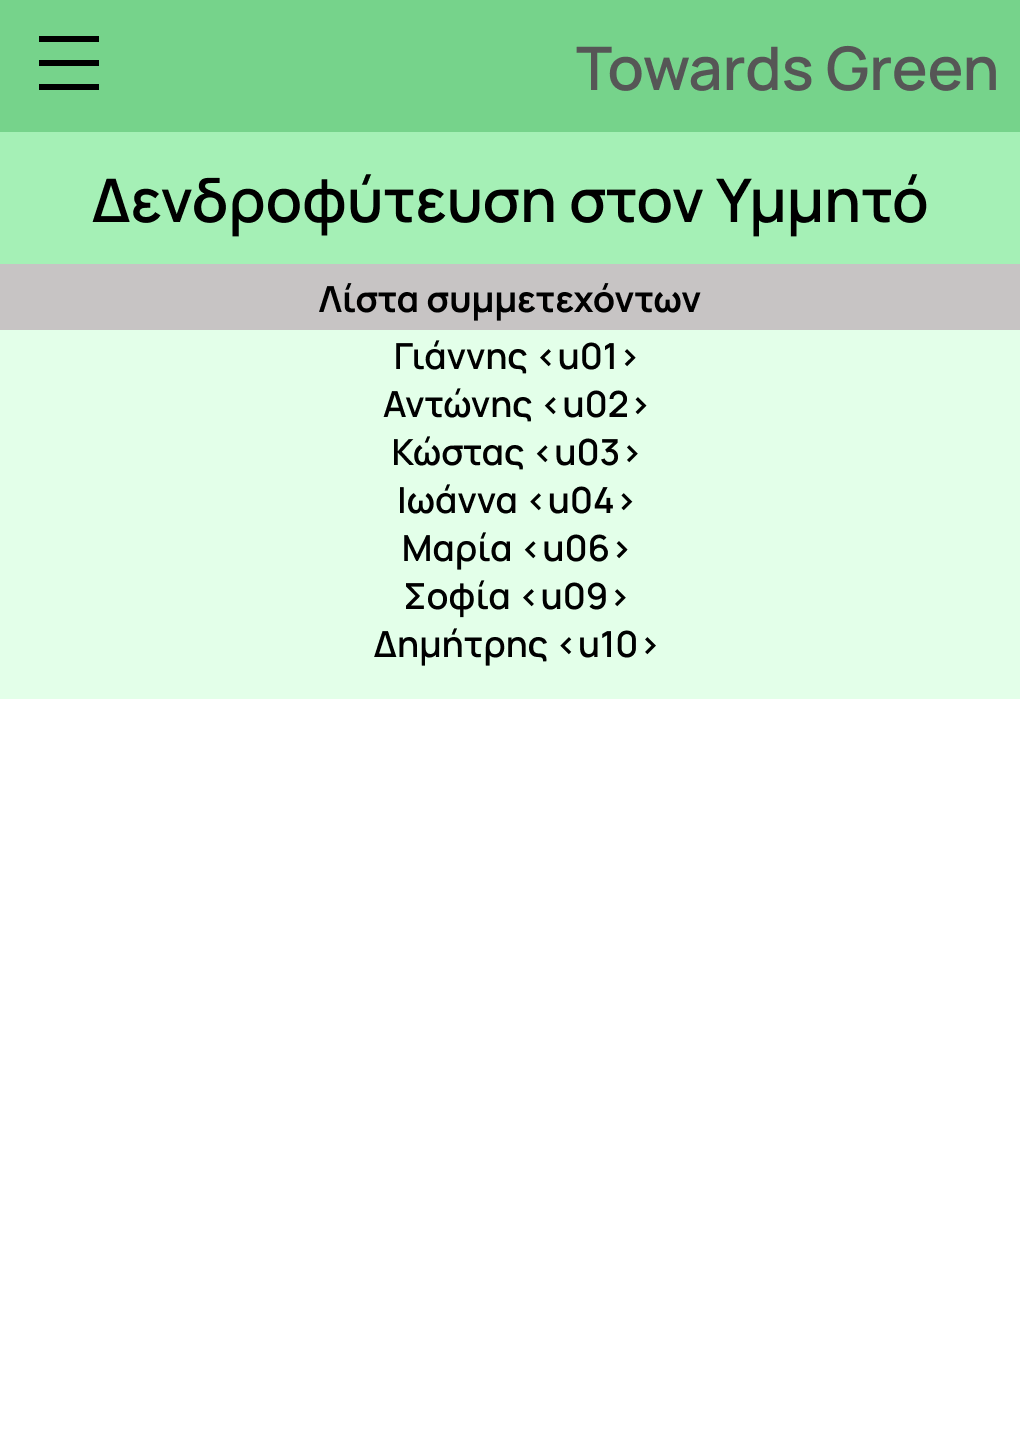 Towards Green
Δενδροφύτευση στον Υμμητό
Λίστα συμμετεχόντων
Γιάννης <u01>
Αντώνης <u02>
Κώστας <u03>
Ιωάννα <u04>
Μαρία <u06>
Σοφία <u09>
Δημήτρης <u10>